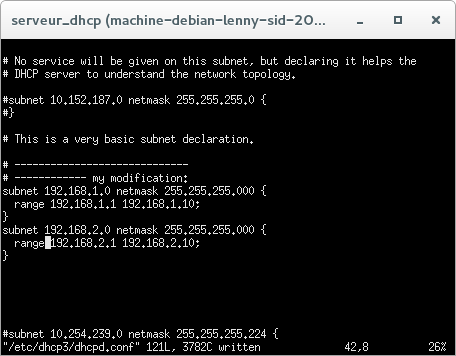 serveur_dhcp (machine-debian-lenny-sid-20...
# No service will be given on this subnet, but declaring it helps the
# DHCP server to understand the network topology.
#subnet 10.152.187.0 netmask 255.255.255.0 {
#}
# This is a very basic subnet declaration.
# -----------------------------
# ------------ my modification:
subnet 192.168.1.0 netmask 255.255.255.000 {
  range 192.168.1.1 192.168.1.10;
}
subnet 192.168.2.0 netmask 255.255.255.000 {
  range 192.168.2.1 192.168.2.10;
}
#subnet 10.254.239.0 netmask 255.255.255.224 {
"/etc/dhcp3/dhcpd.conf" 121L, 3782C written 42,8 26%